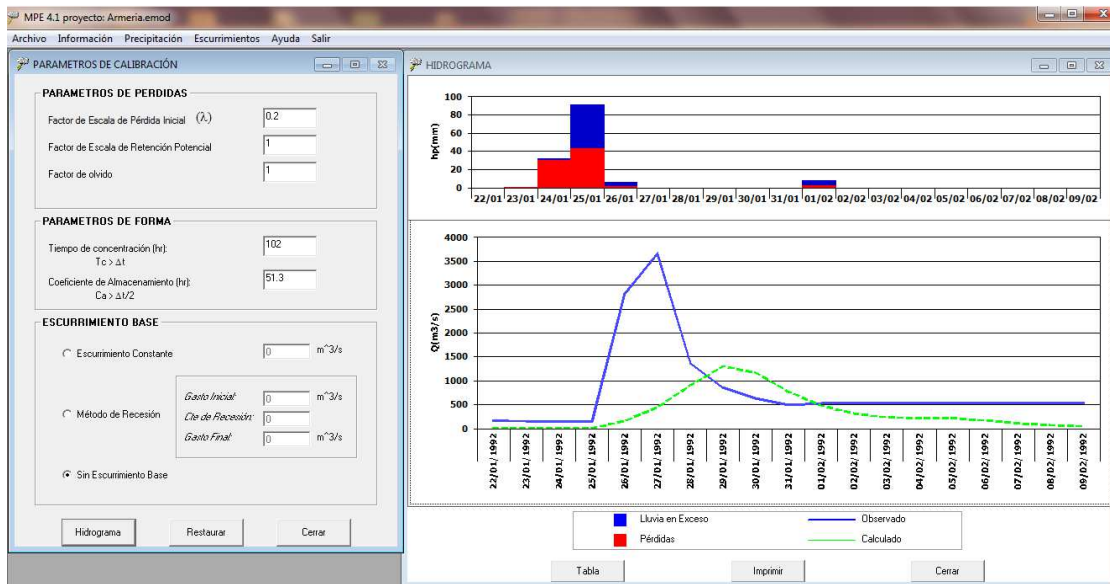 MPE 4.1 proyecto: Armeria.emod
Archivo Información Precipitación Escurrimientos Ayuda Salir
PARAMETROS DE CALIBRACIÓN
PARAMETROS DE PERDIDAS
Factor de Escala de Pérdida Inicial (λ) 0.2
Factor de Escala de Retención Potencial 1
Factor de olvido 1
PARAMETROS DE FORMA
Tiempo de concentración (hr): 102
Tc > Δt
Coeficiente de Almacenamiento (hr): 51.3
Ca > Δt/2
ESCURRIMIENTO BASE
Escurrimiento Constante 0 m^3/s
Método de Recesión
Gasto Inicial: 0 m^3/s
Cte de Recesión: 0
Gasto Final: 0 m^3/s
Sin Escurrimiento Base
Hidrograma Restaurar Cerrar
HIDROGRAMA
hp(mm)
100
80
60
40
20
0
22/01 23/01 24/01 25/01 26/01 27/01 28/01 29/01 30/01 31/01 01/02 02/02 03/02 04/02 05/02 06/02 07/02 08/02 09/02
Q(m3/s)
4000
3500
3000
2500
2000
1500
1000
500
0
22/01/1992
23/01/1992
24/01/1992
25/01/1992
26/01/1992
27/01/1992
28/01/1992
29/01/1992
30/01/1992
31/01/1992
01/02/1992
02/02/1992
03/02/1992
04/02/1992
05/02/1992
06/02/1992
07/02/1992
08/02/1992
09/02/1992
Lluvia en Exceso Observado
Pérdidas Calculado
Tabla Imprimir Cerrar